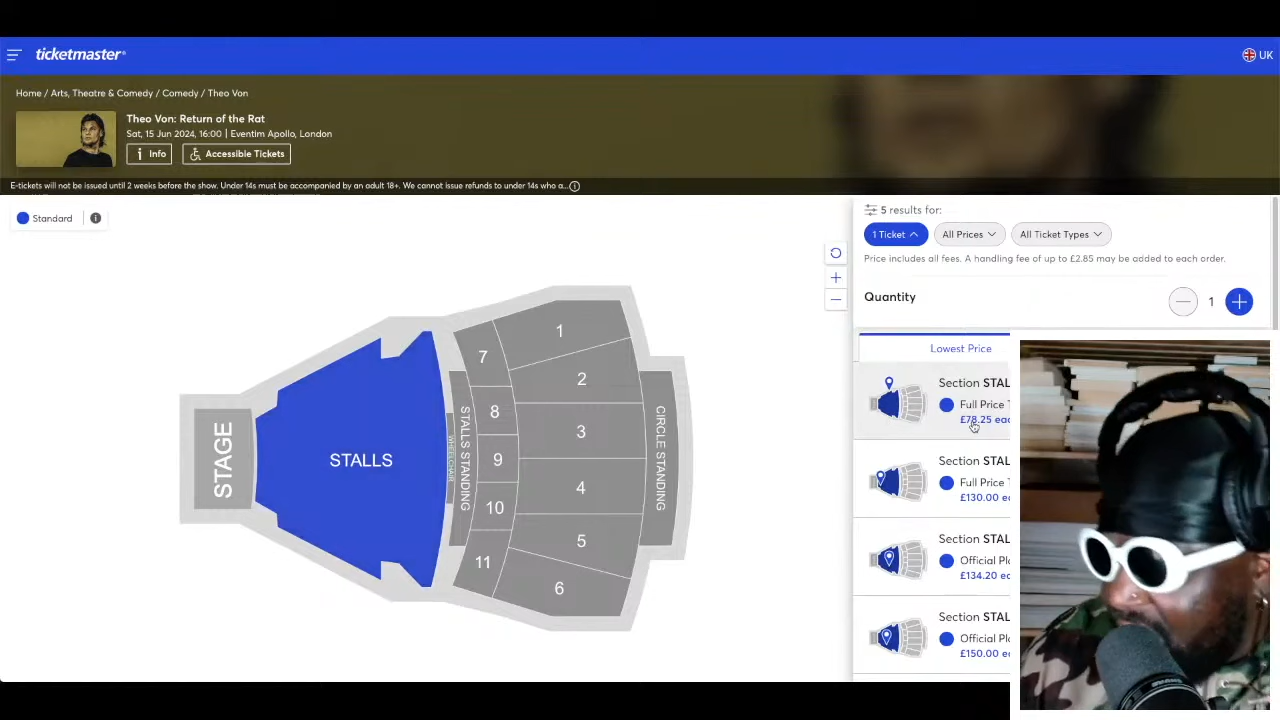 ticketmaster
UK
Home / Arts, Theatre & Comedy / Comedy / Theo Von
Theo Von: Return of the Rat
Sat, 15 Jun 2024, 16:00 | Eventim Apollo, London
i Info
Accessible Tickets
E-tickets will not be issued until 2 weeks before the show. Under 14s must be accompanied by an adult 18+. We cannot issue refunds to under 14s who a...
Standard
STAGE
STALLS
WHEELCHAIR
STALLS STANDING
7
8
9
10
11
1
2
3
4
5
6
CIRCLE STANDING
5 results for:
1 Ticket
All Prices
All Ticket Types
Price includes all fees. A handling fee of up to £2.85 may be added to each order.
Quantity
1
Lowest Price
Section STAL
Full Price T
£78.25 eac
Section STAL
Full Price T
£130.00 ea
Section STAL
Official Pl
£134.20 ea
Section STAL
Official Pl
£150.00 ea